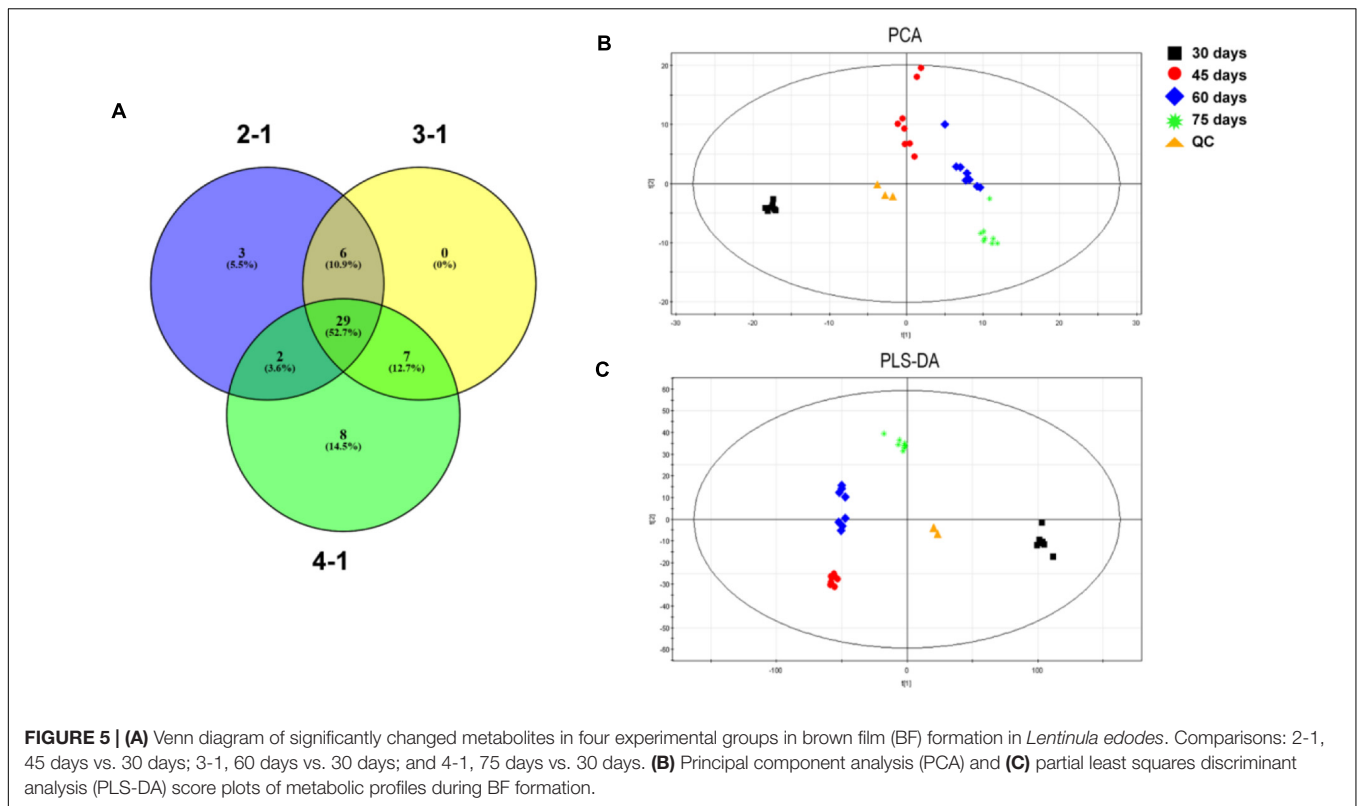 A
2-1
3-1
3
(5.5%)
6
(10.9%)
0
(0%)
29
(52.7%)
2
(3.6%)
7
(12.7%)
8
(14.5%)
4-1
B
PCA
20
10
0
-10
-20
-30
-20
-10
0
10
20
30
t[2]
t[1]
30 days
45 days
60 days
75 days
QC
C
PLS-DA
60
50
40
30
20
10
0
-10
-20
-30
-40
-50
-60
-100
0
100
t[2]
t[1]
FIGURE 5 | (A) Venn diagram of significantly changed metabolites in four experimental groups in brown film (BF) formation in Lentinula edodes. Comparisons: 2-1,
45 days vs. 30 days; 3-1, 60 days vs. 30 days; and 4-1, 75 days vs. 30 days. (B) Principal component analysis (PCA) and (C) partial least squares discriminant
analysis (PLS-DA) score plots of metabolic profiles during BF formation.